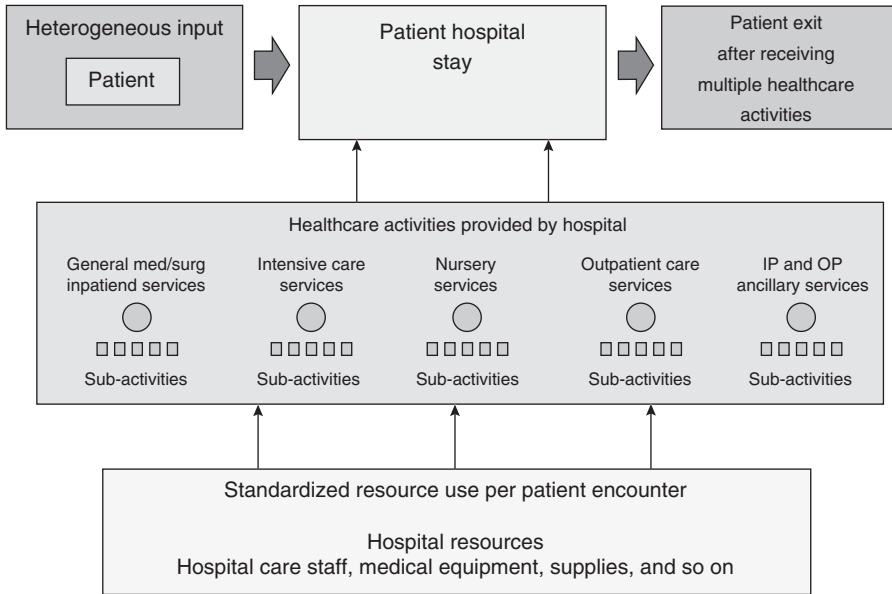 Heterogeneous input
Patient
Patient hospital
stay
Patient exit
after receiving
multiple healthcare
activities
Healthcare activities provided by hospital
General med/surg
inpatiend services
Intensive care
services
Nursery
services
Outpatient care
services
IP and OP
ancillary services
Sub-activities
Sub-activities
Sub-activities
Sub-activities
Sub-activities
Standardized resource use per patient encounter
Hospital resources
Hospital care staff, medical equipment, supplies, and so on